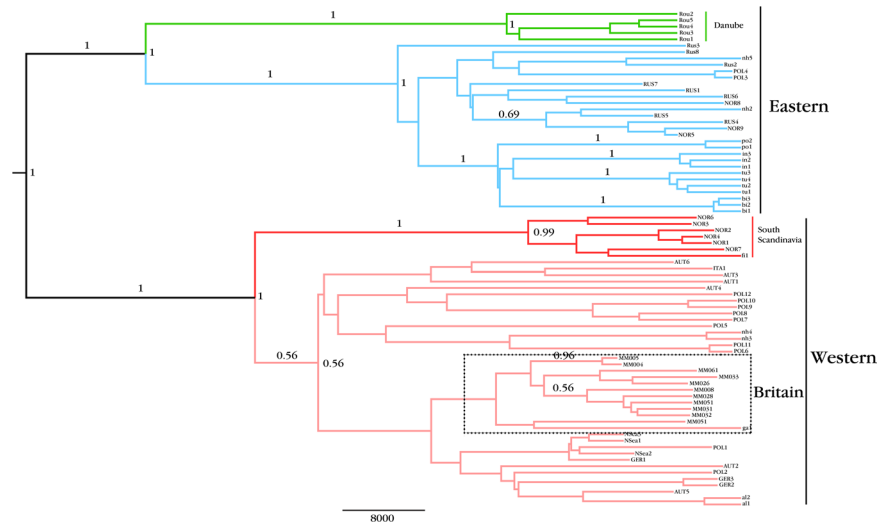 Rou2
1
Rou5
Rou4
1
Danube
Rou3
Rou1
1
Rus3
1
Rus8
nh5
Rus2
1
POL4
1
POL3
RUS7
RUS1
RUS6
NOR8
Eastern
nh2
0.69
RUS5
RUS4
NOR9
NOR5
1
po2
po1
1
in3
1
in2
in1
1
1
tu3
tu4
tu2
tu1
1
bi3
bi2
bi1
NOR6
1
NOR3
NOR2
South
Scandinavia
0.99
NOR4
NOR1
NOR7
fi1
AUT6
ITA1
AUT3
AUT1
1
AUT4
1
POL12
POL10
POL9
POL8
POL7
POL5
nh4
nh3
POL11
POL6
0.56
0.56
0.96
MM005
MM004
Western
MM061
MM033
MM026
0.56
MM008
Britain
MM028
MM051
MM031
MM032
MM051
NSea1
POL1
NSea2
GER1
AUT2
POL2
GER3
GER2
AUT5
al2
al1
8000